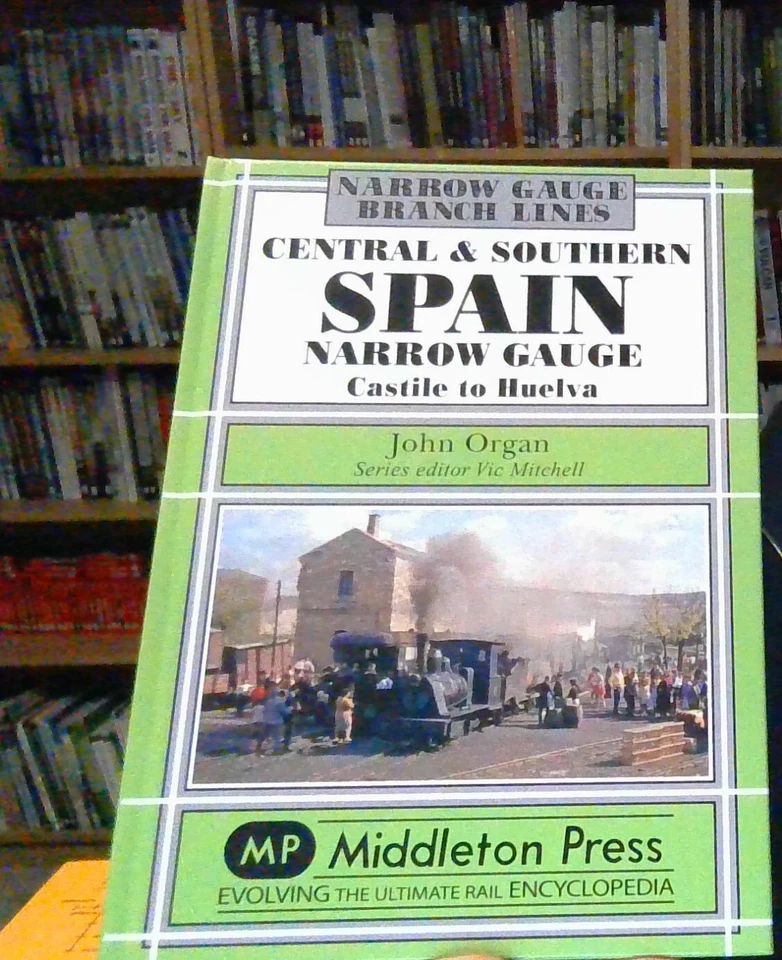 NARROW GAUGE
BRANCH LINES
CENTRAL & SOUTHERN
SPAIN
NARROW GAUGE
Castile to Huelva
John Organ
Series editor Vic Mitchell
MP Middleton Press
EVOLVING THE ULTIMATE RAIL ENCYCLOPEDIA